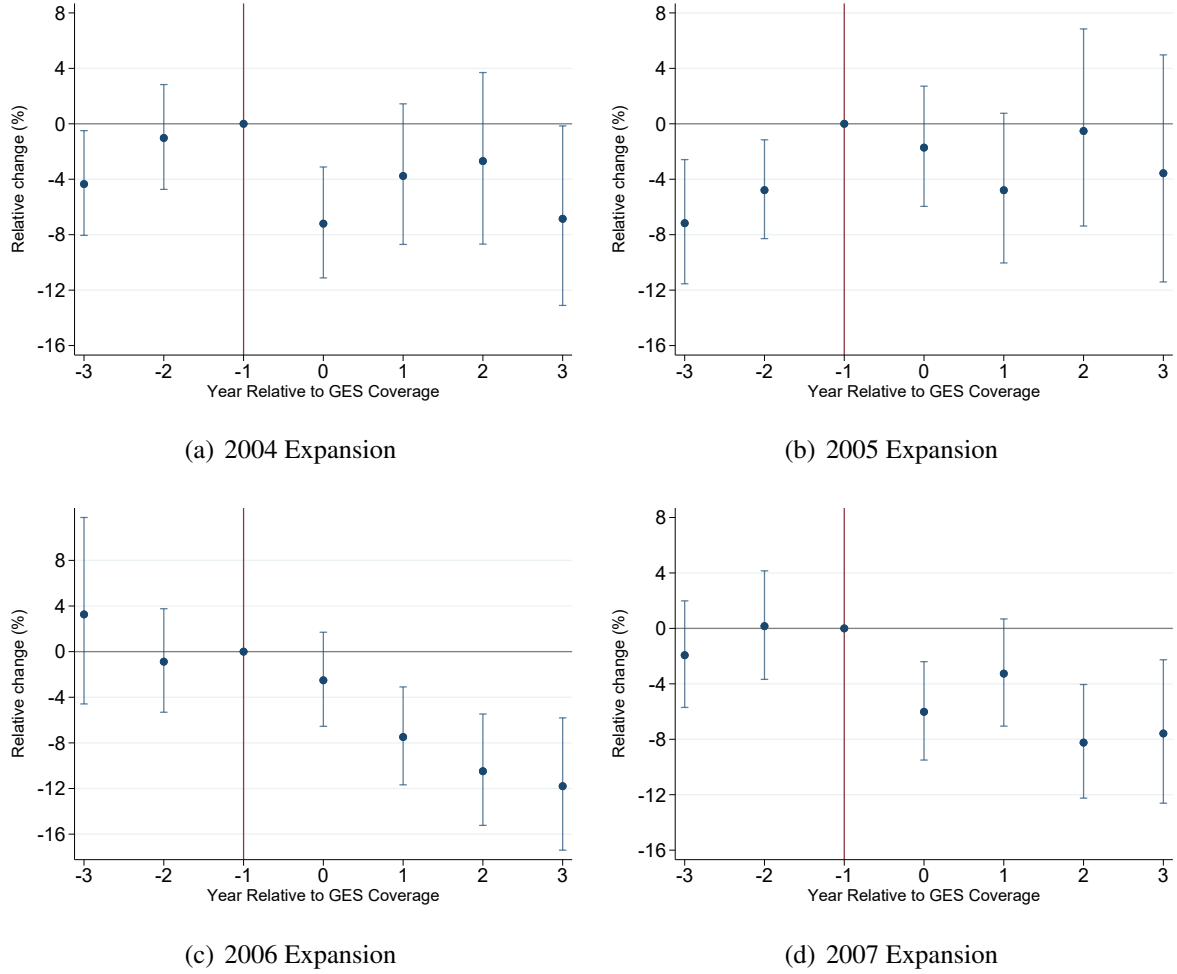 8
4
0
-4
-8
-12
-16
Relative change (%)
-3 -2 -1 0 1 2 3
Year Relative to GES Coverage
(a) 2004 Expansion
8
4
0
-4
-8
-12
-16
Relative change (%)
-3 -2 -1 0 1 2 3
Year Relative to GES Coverage
(b) 2005 Expansion
8
4
0
-4
-8
-12
-16
Relative change (%)
-3 -2 -1 0 1 2 3
Year Relative to GES Coverage
(c) 2006 Expansion
8
4
0
-4
-8
-12
-16
Relative change (%)
-3 -2 -1 0 1 2 3
Year Relative to GES Coverage
(d) 2007 Expansion